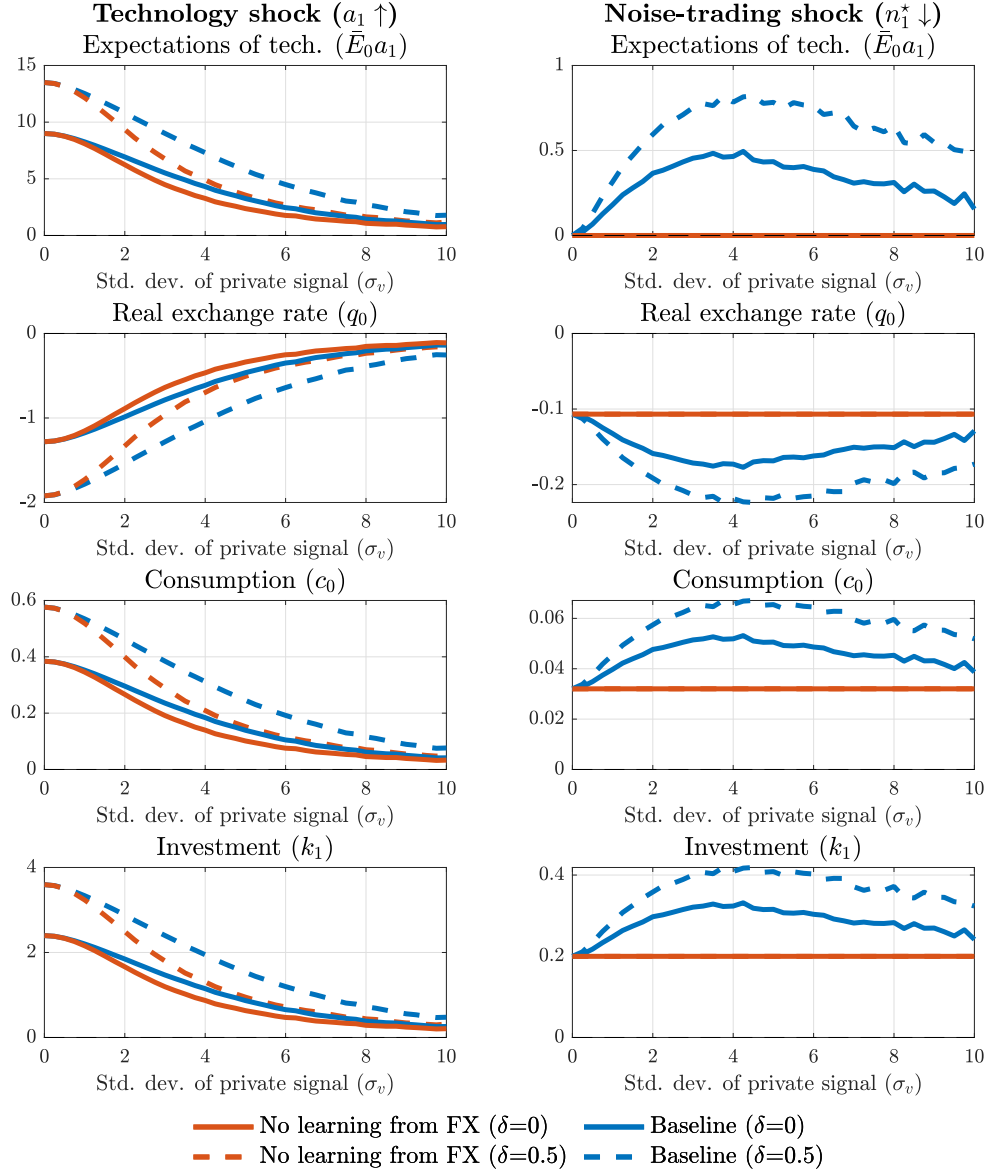 Technology shock (a₁ ↑)
Expectations of tech. (Ē₀a₁)
15
10
5
0
0 2 4 6 8 10
Std. dev. of private signal (σᵥ)
Noise-trading shock (n₁⋆ ↓)
Expectations of tech. (Ē₀a₁)
1
0.5
0
0 2 4 6 8 10
Std. dev. of private signal (σᵥ)
Real exchange rate (q₀)
0
-1
-2
0 2 4 6 8 10
Std. dev. of private signal (σᵥ)
Real exchange rate (q₀)
0
-0.1
-0.2
0 2 4 6 8 10
Std. dev. of private signal (σᵥ)
Consumption (c₀)
0.6
0.4
0.2
0
0 2 4 6 8 10
Std. dev. of private signal (σᵥ)
Consumption (c₀)
0.06
0.04
0.02
0
0 2 4 6 8 10
Std. dev. of private signal (σᵥ)
Investment (k₁)
4
2
0
0 2 4 6 8 10
Std. dev. of private signal (σᵥ)
Investment (k₁)
0.4
0.2
0
0 2 4 6 8 10
Std. dev. of private signal (σᵥ)
No learning from FX (δ=0)
No learning from FX (δ=0.5)
Baseline (δ=0)
Baseline (δ=0.5)